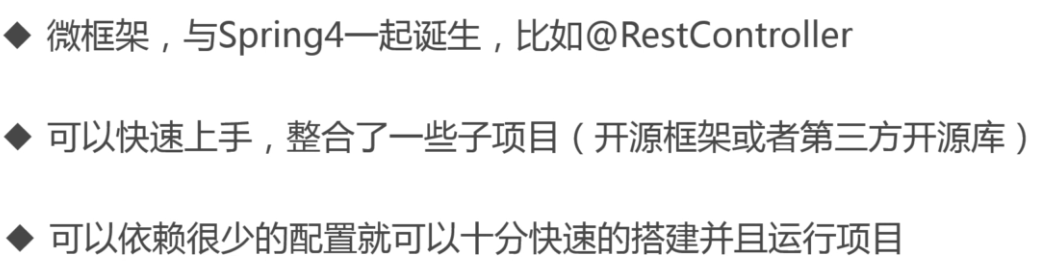 ◆ 微框架，与Spring4一起诞生，比如@RestController
◆ 可以快速上手，整合了一些子项目（开源框架或者第三方开源库）
◆ 可以依赖很少的配置就可以十分快速的搭建并且运行项目